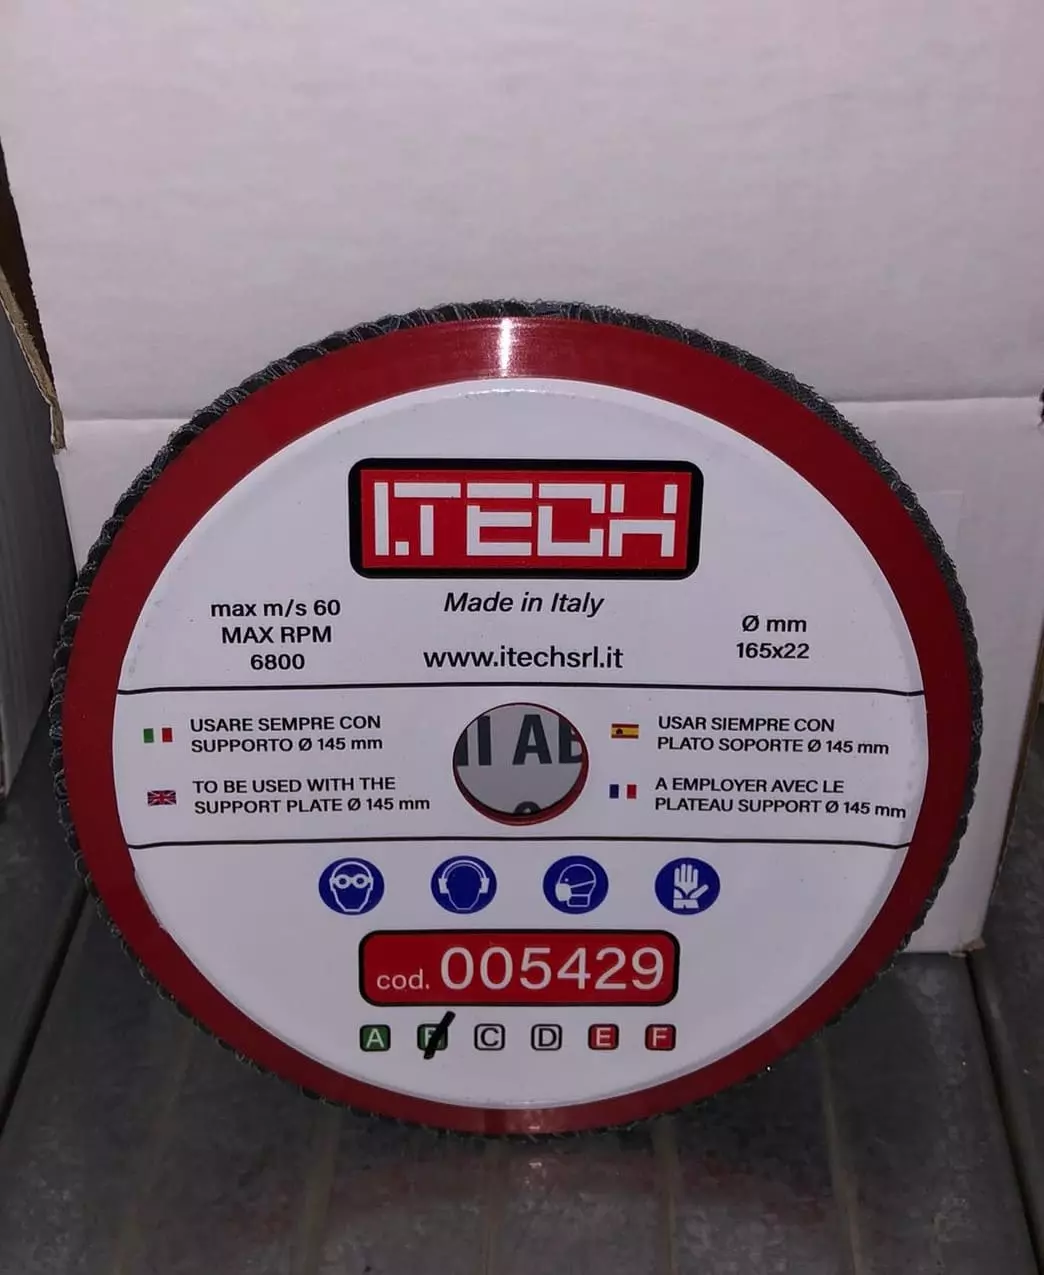 I.TECH
Made in Italy
max m/s 60
MAX RPM
6800
www.itechsrl.it
Ø mm
165x22
USARE SEMPRE CON
SUPPORTO Ø 145 mm
TO BE USED WITH THE
SUPPORT PLATE Ø 145 mm
USAR SIEMPRE CON
PLATO SOPORTE Ø 145 mm
A EMPLOYER AVEC LE
PLATEAU SUPPORT Ø 145 mm
cod. 005429
A C D E F